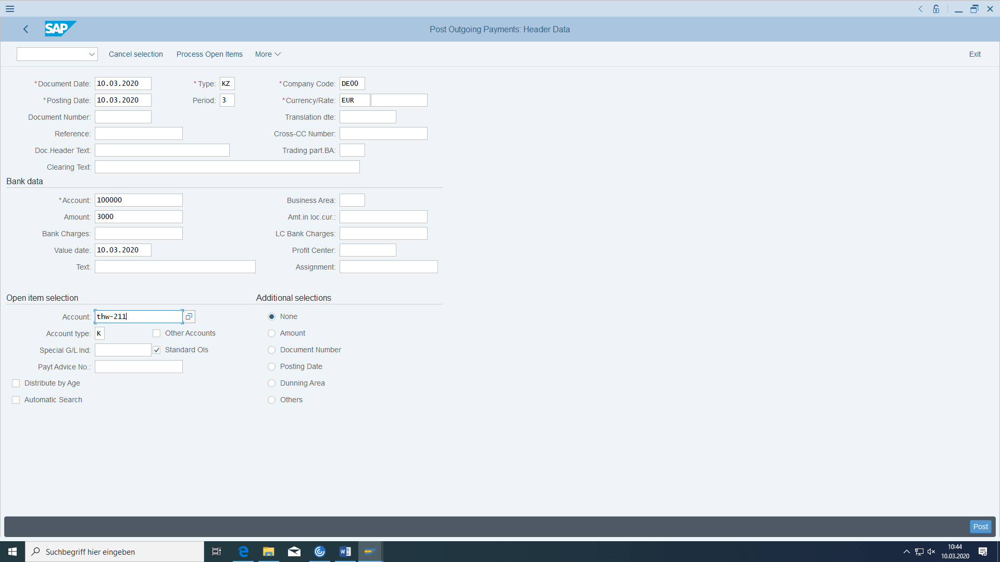 SAP
Post Outgoing Payments: Header Data
Cancel selection Process Open Items More Exit
*Document Date: 10.03.2020 * Type: KZ *Company Code: DE00
*Posting Date: 10.03.2020 Period: 3 *Currency/Rate: EUR
Document Number: Translation dte:
Reference: Cross-CC Number:
Doc.Header Text: Trading part.BA:
Clearing Text:
Bank data
*Account: 100000 Business Area:
Amount: 3000 Amt.in loc.cur.:
Bank Charges: LC Bank Charges:
Value date: 10.03.2020 Profit Center:
Text: Assignment:
Open item selection Additional selections
Account: thw-211 None
Account type: K Other Accounts Amount
Special G/L Ind: Standard OIs Document Number
Payt Advice No.: Posting Date
Distribute by Age Dunning Area
Automatic Search Others
Post
Suchbegriff hier eingeben
10:44
10.03.2020